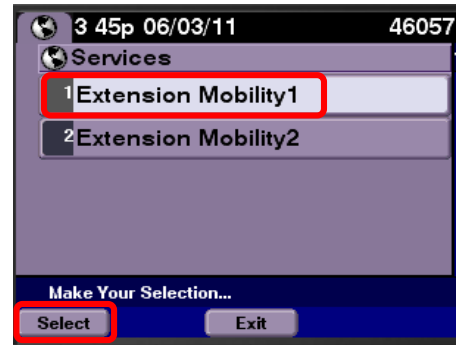 3 45p 06/03/11 46057
Services
1 Extension Mobility1
2 Extension Mobility2
Make Your Selection...
Select Exit